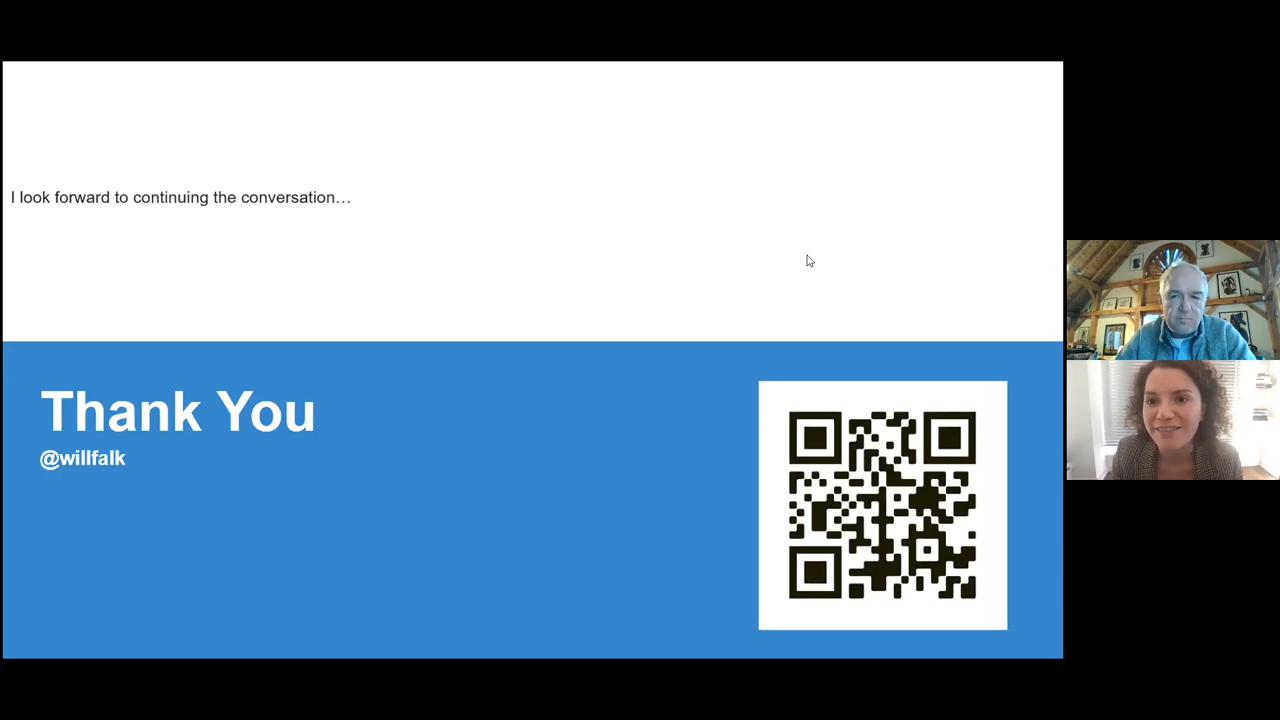 I look forward to continuing the conversation…
Thank You
@willfalk